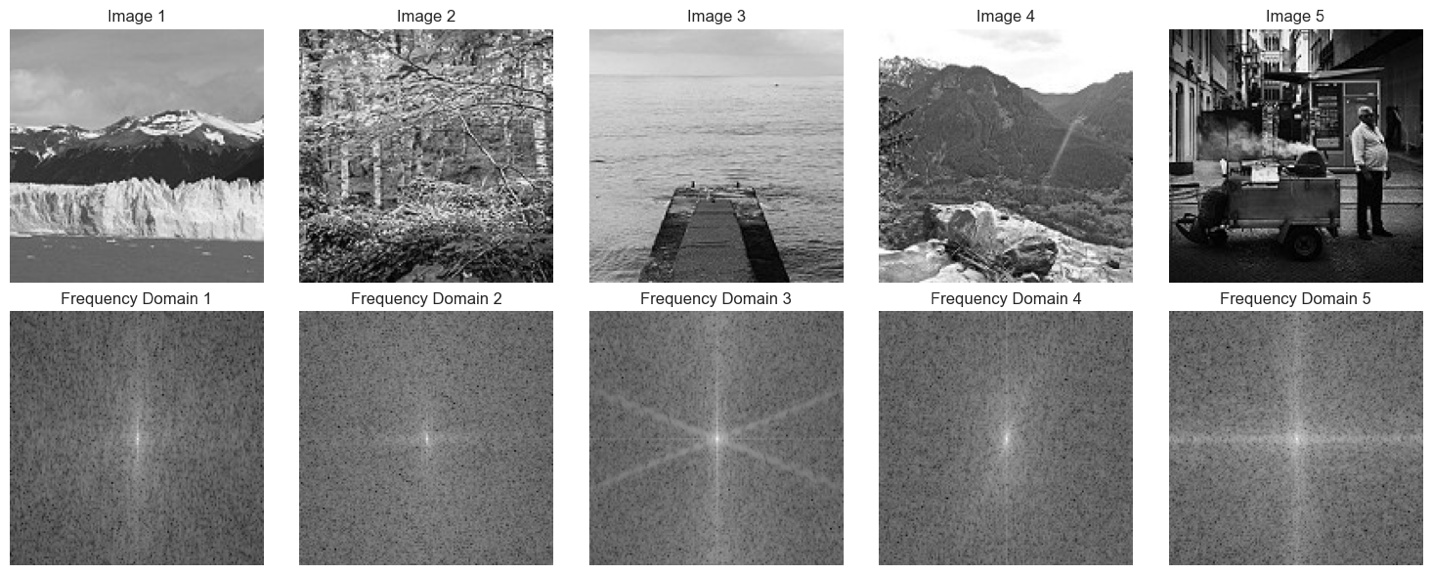 Image 1
Image 2
Image 3
Image 4
Image 5
Frequency Domain 1
Frequency Domain 2
Frequency Domain 3
Frequency Domain 4
Frequency Domain 5